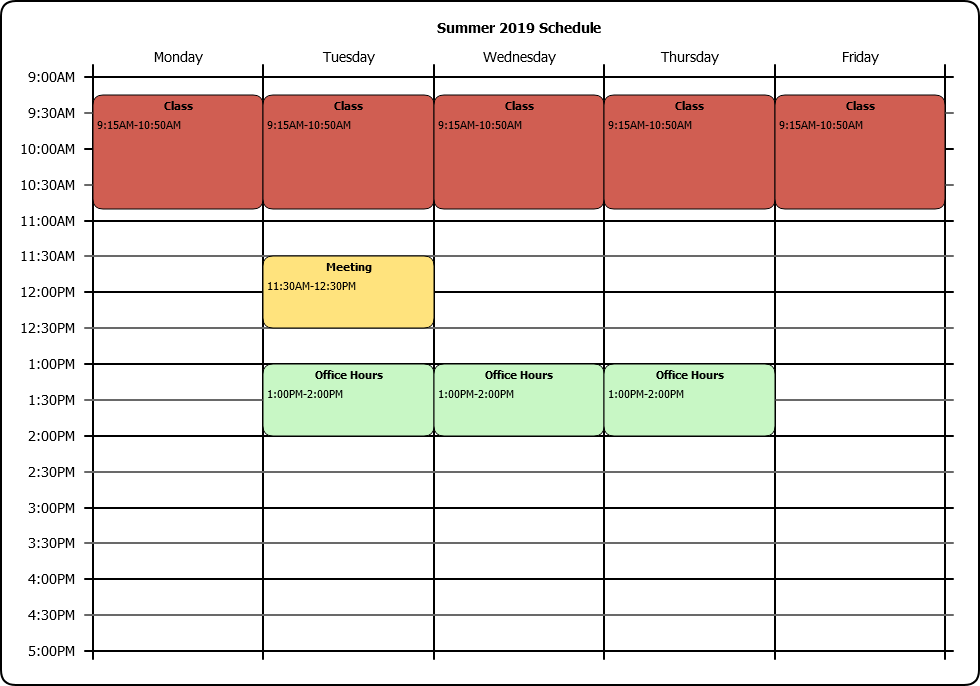 Summer 2019 Schedule
Monday Tuesday Wednesday Thursday Friday
9:00AM
Class Class Class Class Class
9:30AM
9:15AM-10:50AM 9:15AM-10:50AM 9:15AM-10:50AM 9:15AM-10:50AM 9:15AM-10:50AM
10:00AM
10:30AM
11:00AM
11:30AM
Meeting
11:30AM-12:30PM
12:00PM
12:30PM
1:00PM
Office Hours Office Hours Office Hours
1:00PM-2:00PM 1:00PM-2:00PM 1:00PM-2:00PM
1:30PM
2:00PM
2:30PM
3:00PM
3:30PM
4:00PM
4:30PM
5:00PM